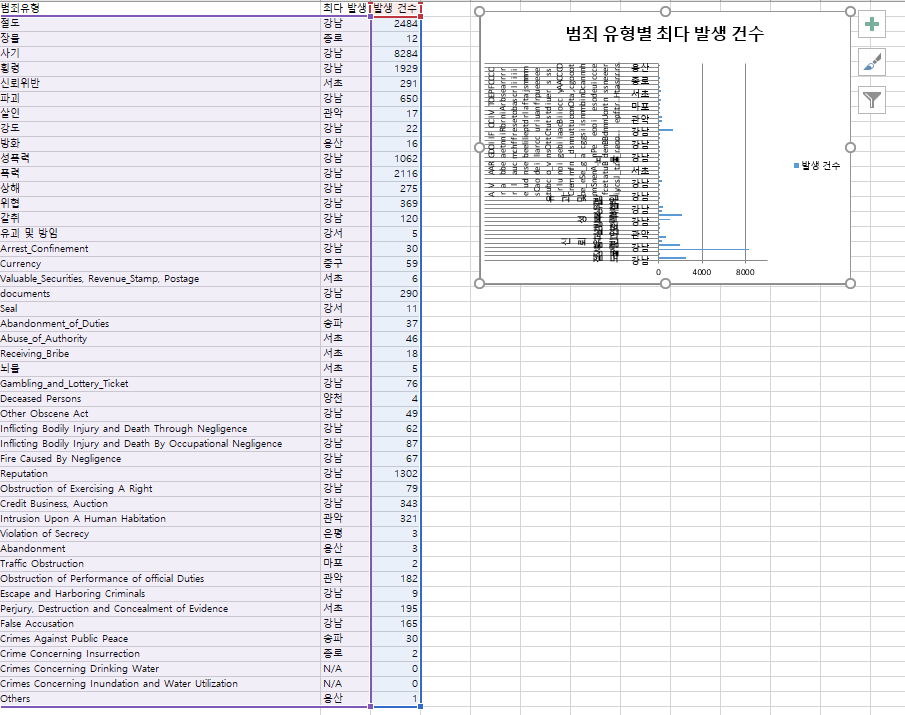 범죄유형 최다 발생 발생 건수
절도 강남 2484
장물 종로 12
사기 강남 8284
횡령 강남 1929
신뢰위반 서초 291
파괴 강남 650
살인 관악 17
강도 강남 22
방화 용산 16
성폭력 강남 1062
폭력 강남 2116
상해 강남 275
위협 강남 369
갈취 강남 120
유괴 및 방임 강서 5
Arrest_Confinement 강남 30
Currency 중구 59
Valuable_Securities, Revenue_Stamp, Postage 서초 6
documents 강남 290
Seal 강서 11
Abandonment_of_Duties 송파 37
Abuse_of_Authority 서초 46
Receiving_Bribe 서초 18
뇌물 서초 5
Gambling_and_Lottery_Ticket 강남 76
Deceased Persons 양천 4
Other Obscene Act 강남 49
Inflicting Bodily Injury and Death Through Negligence 강남 62
Inflicting Bodily Injury and Death By Occupational Negligence 강남 87
Fire Caused By Negligence 강남 67
Reputation 강남 1302
Obstruction of Exercising A Right 강남 79
Credit Business, Auction 강남 343
Intrusion Upon A Human Habitation 관악 321
Violation of Secrecy 은평 3
Abandonment 용산 3
Traffic Obstruction 마포 2
Obstruction of Performance of official Duties 관악 182
Escape and Harboring Criminals 강남 9
Perjury, Destruction and Concealment of Evidence 서초 195
False Accusation 강남 165
Crimes Against Public Peace 송파 30
Crime Concerning Insurrection 종로 2
Crimes Concerning Drinking Water N/A 0
Crimes Concerning Inundation and Water Utilization N/A 0
Others 용산 1
범죄 유형별 최다 발생 건수
용산
종로
서초
마포
관악
강남
강남
강남
서초
강남
강남
강남
강남
관악
강남
강남
0 4000 8000
발생 건수